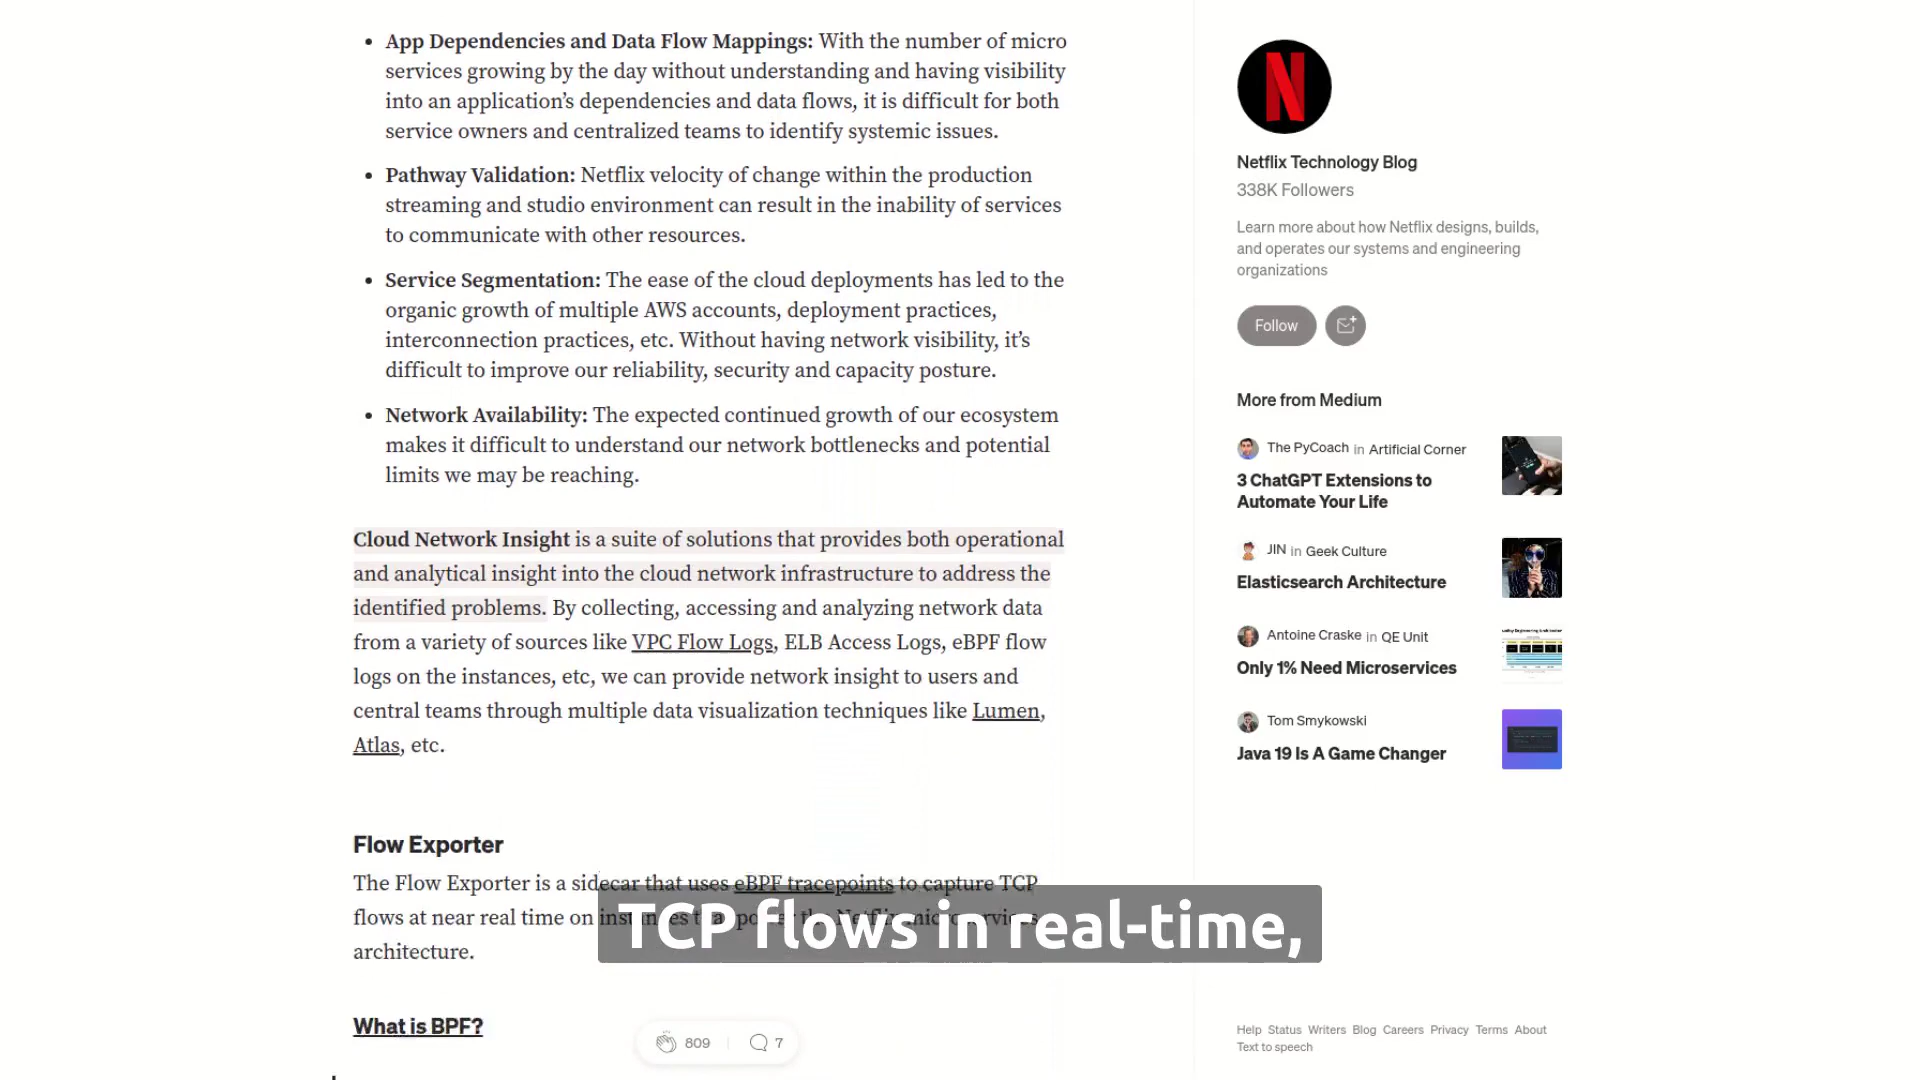 App Dependencies and Data Flow Mappings: With the number of micro
services growing by the day without understanding and having visibility
into an application’s dependencies and data flows, it is difficult for both
service owners and centralized teams to identify systemic issues.
Pathway Validation: Netflix velocity of change within the production
streaming and studio environment can result in the inability of services
to communicate with other resources.
Service Segmentation: The ease of the cloud deployments has led to the
organic growth of multiple AWS accounts, deployment practices,
interconnection practices, etc. Without having network visibility, it’s
difficult to improve our reliability, security and capacity posture.
Network Availability: The expected continued growth of our ecosystem
makes it difficult to understand our network bottlenecks and potential
limits we may be reaching.
Cloud Network Insight is a suite of solutions that provides both operational
and analytical insight into the cloud network infrastructure to address the
identified problems. By collecting, accessing and analyzing network data
from a variety of sources like VPC Flow Logs, ELB Access Logs, eBPF flow
logs on the instances, etc, we can provide network insight to users and
central teams through multiple data visualization techniques like Lumen,
Atlas, etc.
Flow Exporter
The Flow Exporter is a sidecar that uses eBPF tracepoints to capture TCP
flows at near real time on instances that power the Netflix microservices
architecture.
TCP flows in real-time,
What is BPF?
809
7
N
Netflix Technology Blog
338K Followers
Learn more about how Netflix designs, builds,
and operates our systems and engineering
organizations
Follow
More from Medium
The PyCoach in Artificial Corner
3 ChatGPT Extensions to
Automate Your Life
JIN in Geek Culture
Elasticsearch Architecture
Antoine Craske in QE Unit
Only 1% Need Microservices
Tom Smykowski
Java 19 Is A Game Changer
Help Status Writers Blog Careers Privacy Terms About
Text to speech